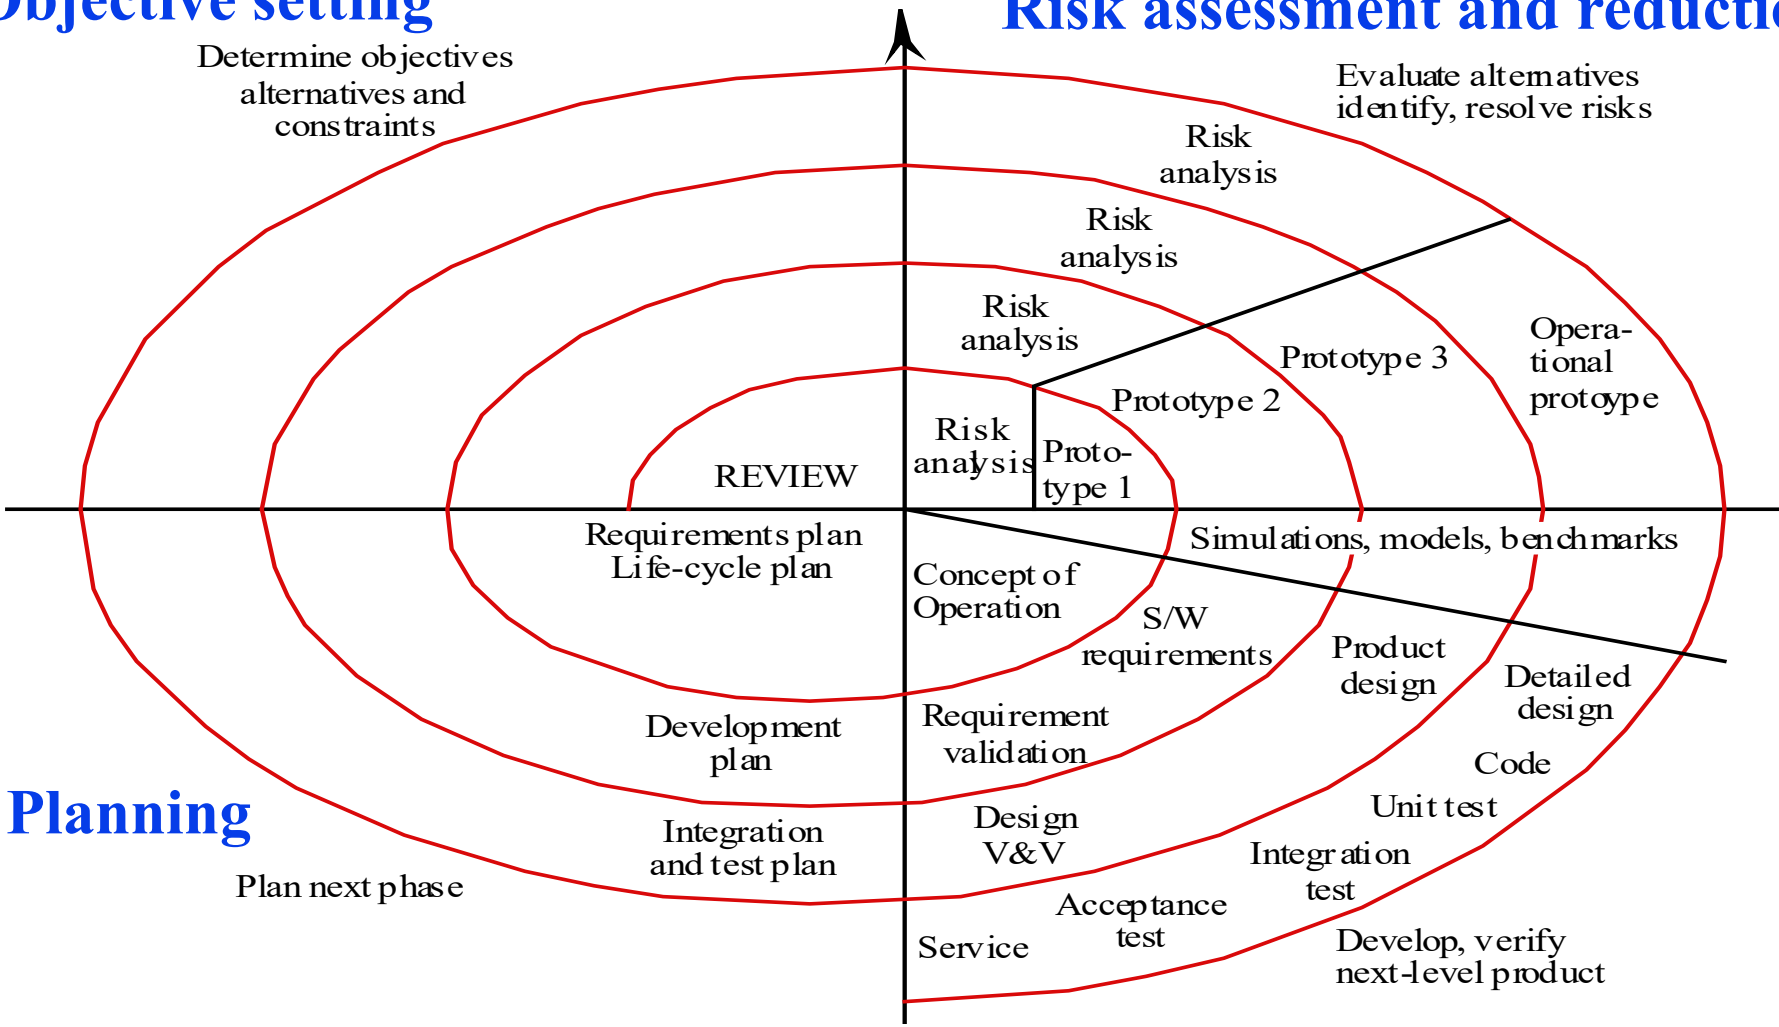 Objective setting
Risk assessment and reductio
Determine objectives
alternatives and
constraints
Evaluate alternatives
identify, resolve risks
Risk
analysis
Risk
analysis
Risk
analysis
Risk
analysis
Proto-
type 1
Prototype 2
Prototype 3
Opera-
tional
protoype
REVIEW
Requirements plan
Life-cycle plan
Simulations, models, benchmarks
Concept of
Operation
S/W
requirements
Product
design
Detailed
design
Development
plan
Requirement
validation
Code
Unit test
Planning
Integration
and test plan
Design
V&V
Integration
test
Plan next phase
Acceptance
test
Service
Develop, verify
next-level product